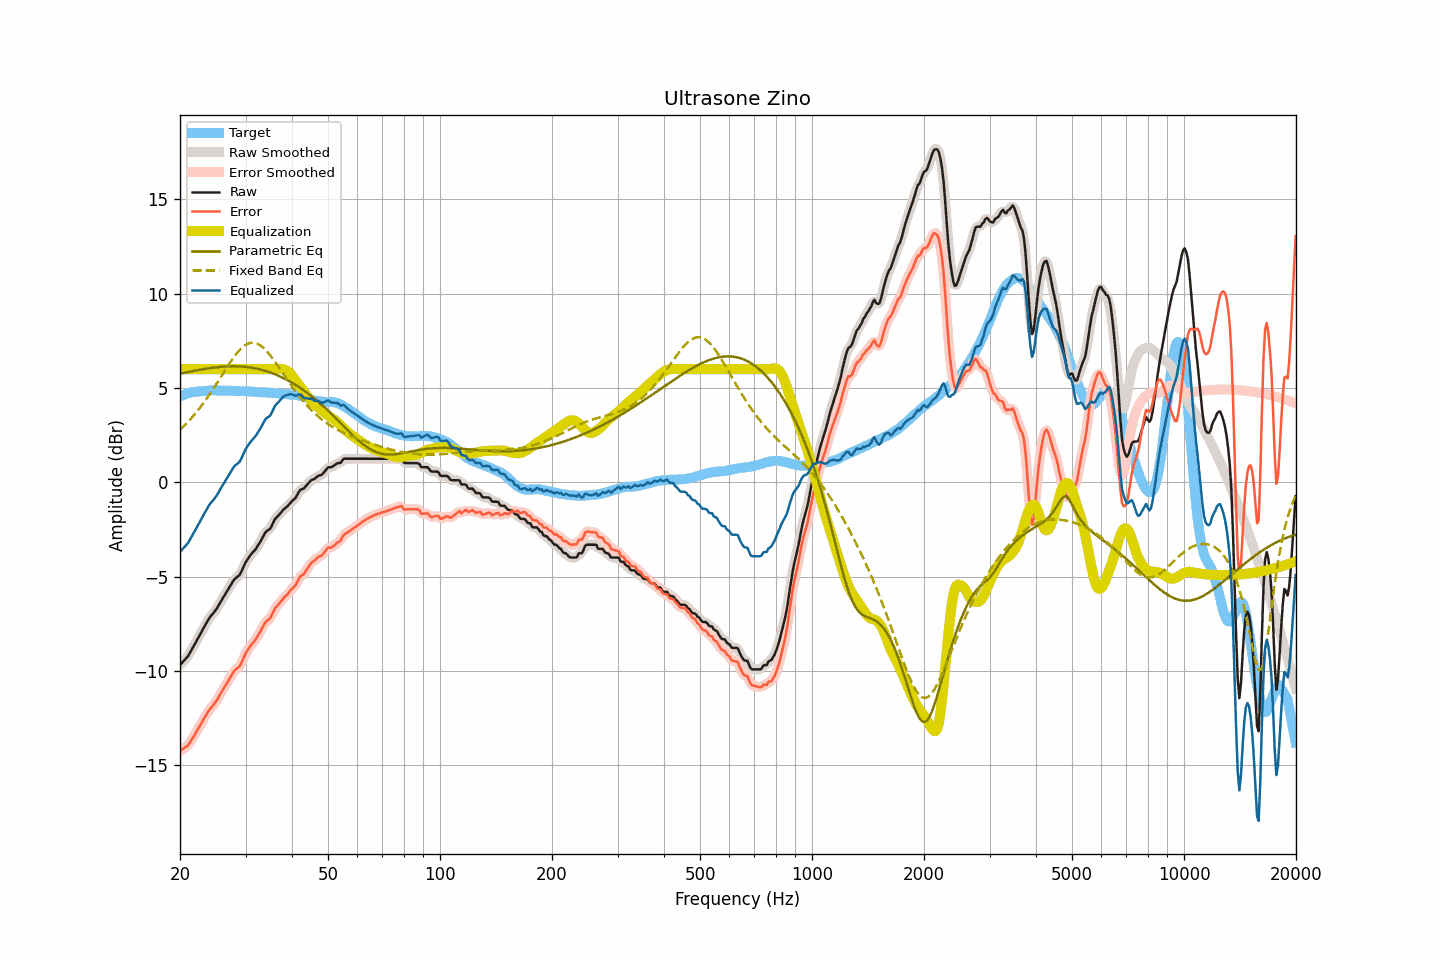 Ultrasone Zino
Target
Raw Smoothed
Error Smoothed
Raw
Error
Equalization
Parametric Eq
Fixed Band Eq
Equalized
15
10
5
0
−5
−10
−15
Amplitude (dBr)
20 50 100 200 500 1000 2000 5000 10000 20000
Frequency (Hz)